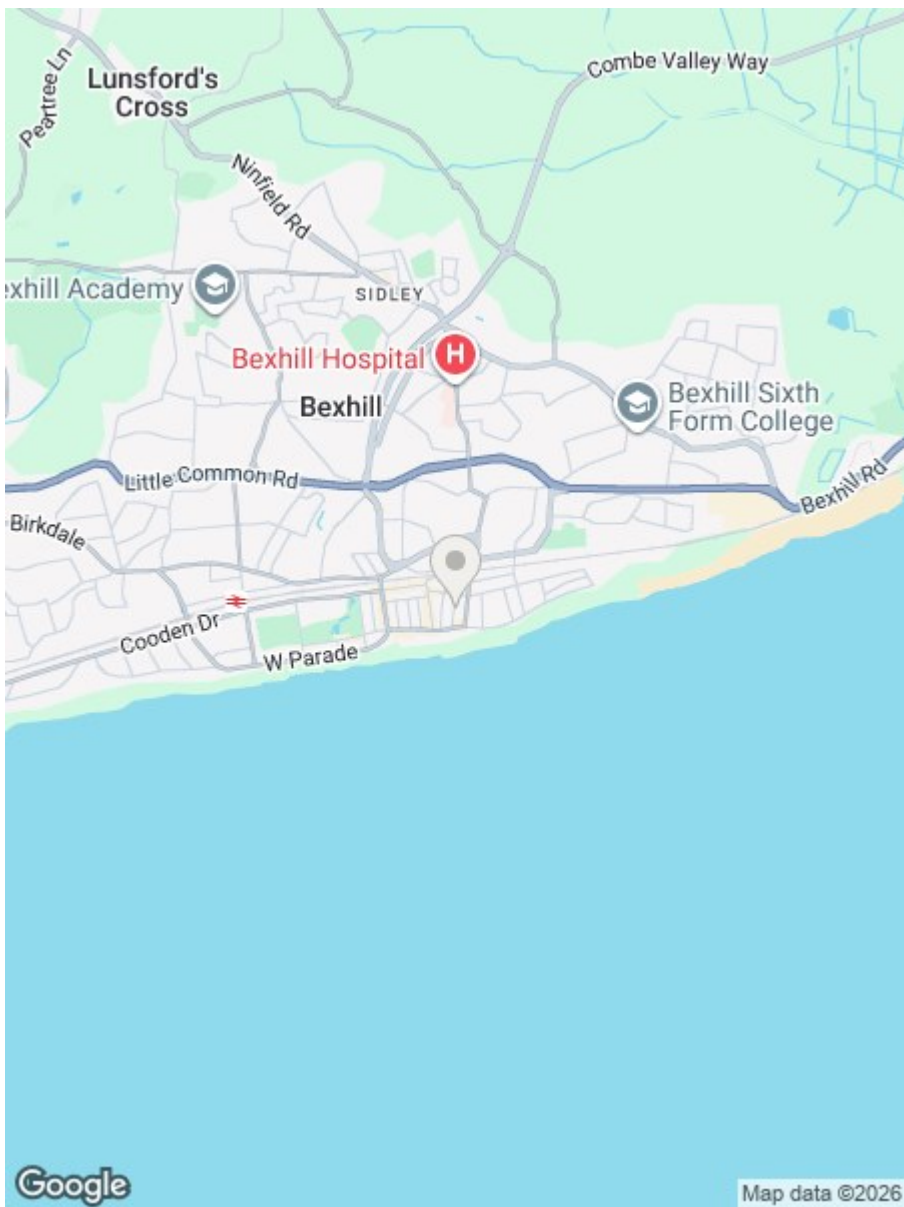 Combe Valley Way
Peartree Ln
Lunsford's
Cross
Ninfield Rd
exhill Academy
SIDLEY
Bexhill Hospital
H
Bexhill
Bexhill Sixth
Form College
Little Common Rd
Bexhill Rd
Birkdale
Cooden Dr
W Parade
Google
Map data ©2026